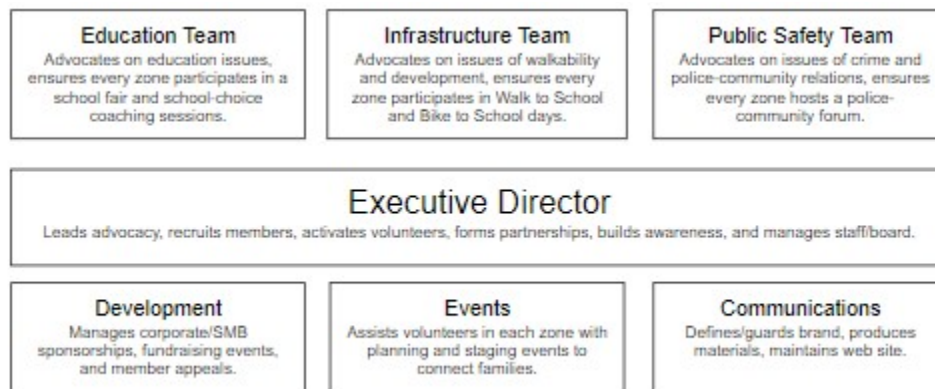 Education Team
Advocates on education issues,
ensures every zone participates in a
school fair and school-choice
coaching sessions.
Infrastructure Team
Advocates on issues of walkability
and development, ensures every
zone participates in Walk to School
and Bike to School days.
Public Safety Team
Advocates on issues of crime and
police-community relations, ensures
every zone hosts a police-
community forum.
Executive Director
Leads advocacy, recruits members, activates volunteers, forms partnerships, builds awareness, and manages staff/board.
Development
Manages corporate/SMB
sponsorships, fundraising events,
and member appeals.
Events
Assists volunteers in each zone with
planning and staging events to
connect families.
Communications
Defines/guards brand, produces
materials, maintains web site.